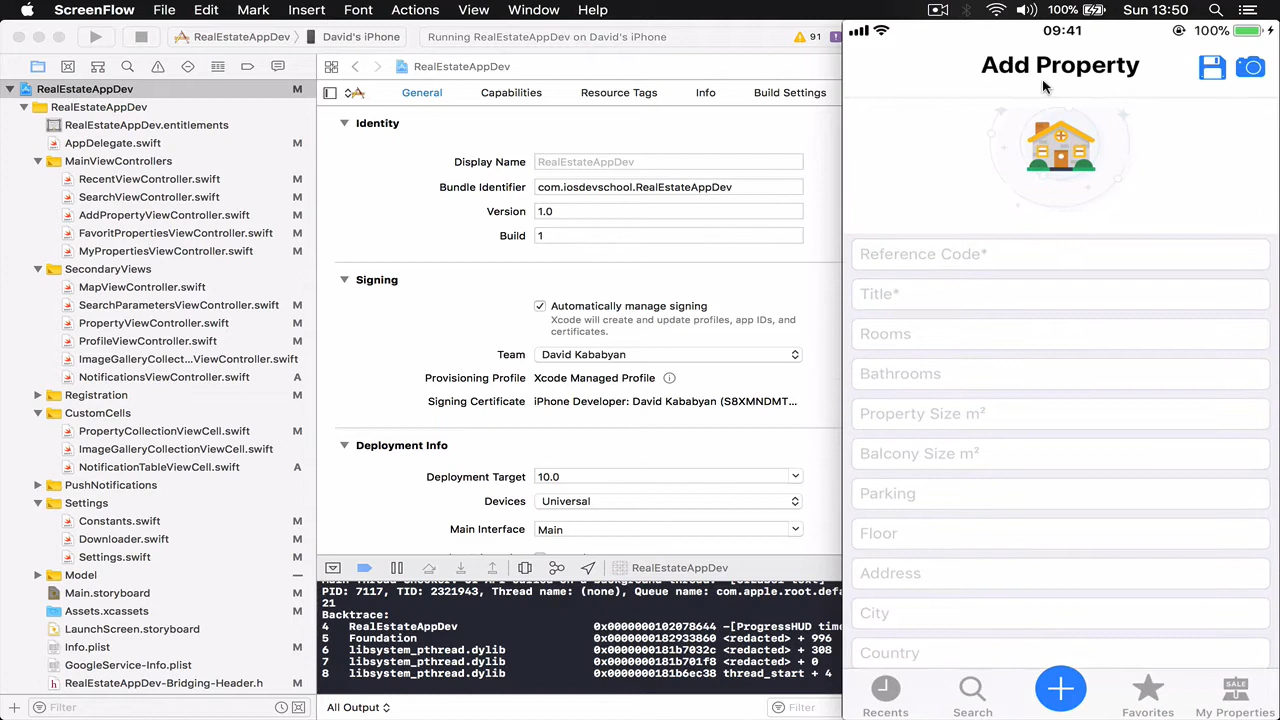 ScreenFlow File Edit Mark Insert Font Actions View Window Help 100% Sun 13:50
RealEstateAppDev David's iPhone Running RealEstateAppDev on David's iPhone 91
RealEstateAppDev M
RealEstateAppDev
RealEstateAppDev.entitlements
AppDelegate.swift M
MainViewControllers
RecentViewController.swift M
SearchViewController.swift M
AddPropertyViewController.swift M
FavoritPropertiesViewController.swift M
MyPropertiesViewController.swift M
SecondaryViews
MapViewController.swift M
SearchParametersViewController.swift M
PropertyViewController.swift M
ProfileViewController.swift M
ImageGalleryCollect...ViewController.swift M
NotificationsViewController.swift A
Registration M
CustomCells
PropertyCollectionViewCell.swift M
ImageGalleryCollectionViewCell.swift M
NotificationTableViewCell.swift A
PushNotifications M
Settings
Constants.swift M
Downloader.swift M
Settings.swift M
Model
Main.storyboard M
Assets.xcassets M
LaunchScreen.storyboard
Info.plist M
GoogleService-Info.plist
RealEstateAppDev-Bridging-Header.h M
Filter
RealEstateAppDev
General Capabilities Resource Tags Info Build Settings
Identity
Display Name RealEstateAppDev
Bundle Identifier com.iosdevschool.RealEstateAppDev
Version 1.0
Build 1
Signing
Automatically manage signing
Xcode will create and update profiles, app IDs, and
certificates.
Team David Kababyan
Provisioning Profile Xcode Managed Profile
Signing Certificate iPhone Developer: David Kababyan (S8XMNDMT...
Deployment Info
Deployment Target 10.0
Devices Universal
Main Interface Main
RealEstateAppDev
PID: 7117, TID: 2321943, Thread name: (none), Queue name: com.apple.root.defa
21
Backtrace:
4 RealEstateAppDev 0x0000000102078644 -[ProgressHUD time
5 Foundation 0x0000000182933860 <redacted> + 996
6 libsystem_pthread.dylib 0x0000000181b7032c <redacted> + 308
7 libsystem_pthread.dylib 0x0000000181b701f8 <redacted> + 0
8 libsystem_pthread.dylib 0x0000000181b6ec38 thread_start + 4
All Output Filter
09:41 100%
Add Property
Reference Code*
Title*
Rooms
Bathrooms
Property Size m²
Balcony Size m²
Parking
Floor
Address
City
Country
Recents Search Favorites My Properties
SALE